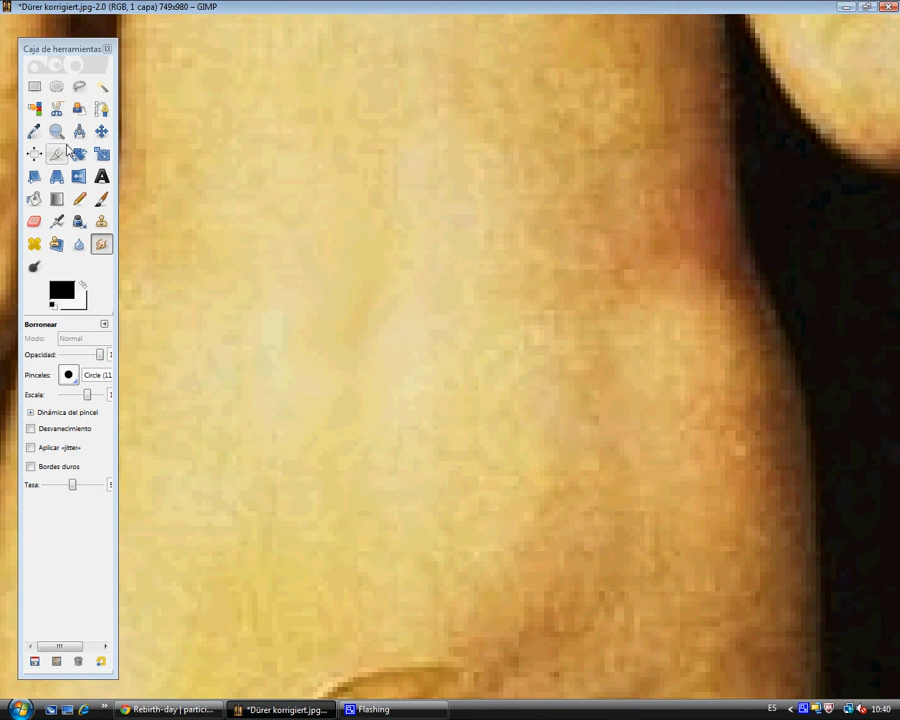 *Dürer korrigiert.jpg-2.0 (RGB, 1 capa) 749x980 – GIMP
Caja de herramientas
Borronear
Modo: Normal
Opacidad:
Pinceles: Circle (11
Escala:
Dinámica del pincel
Desvanecimiento
Aplicar «jitter»
Bordes duros
Tasa:
Rebirth-day | partici...
*Dürer korrigiert.jpg...
Flashing
ES
10:40